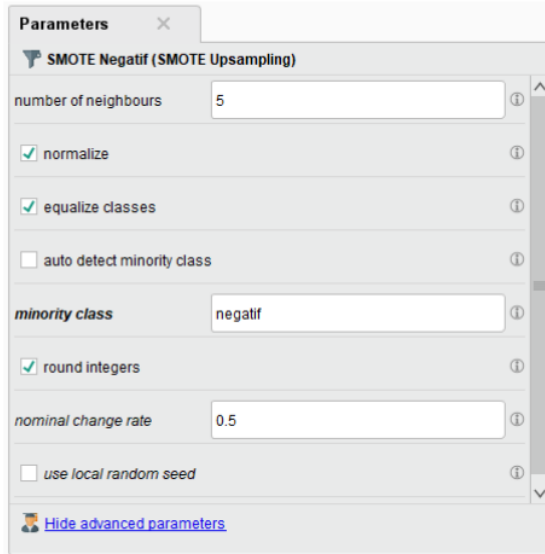 Parameters
SMOTE Negatif (SMOTE Upsampling)
number of neighbours 5
normalize
equalize classes
auto detect minority class
minority class negatif
round integers
nominal change rate 0.5
use local random seed
Hide advanced parameters